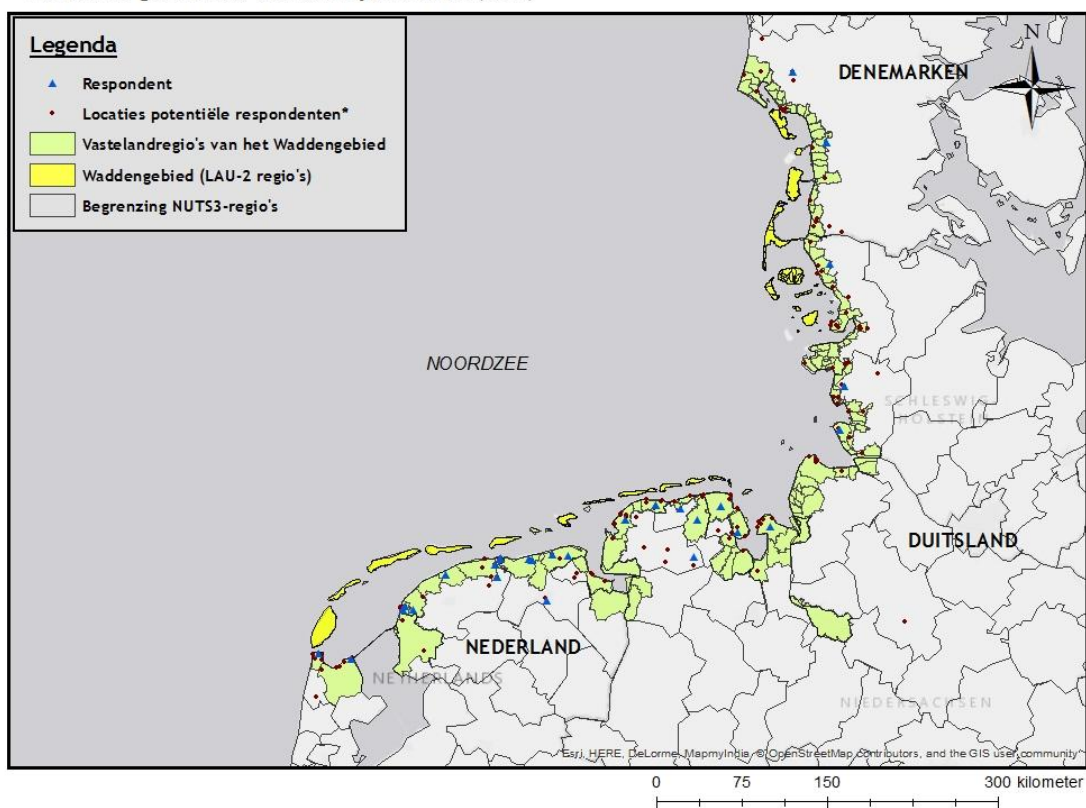 Legenda
Respondent
Locaties potentiële respondenten*
Vastelandregio's van het Waddengebied
Waddengebied (LAU-2 regio's)
Begrenzing NUTS3-regio's
N
DENEMARKEN
NOORDZEE
SCHLESWIG-
HOLSTEIN
DUITSLAND
NEDERLAND
NETHERLANDS
NIEDERSACHSEN
Esri, HERE, DeLorme, MapmyIndia, © OpenStreetMap contributors, and the GIS user community
0 75 150 300 kilometer